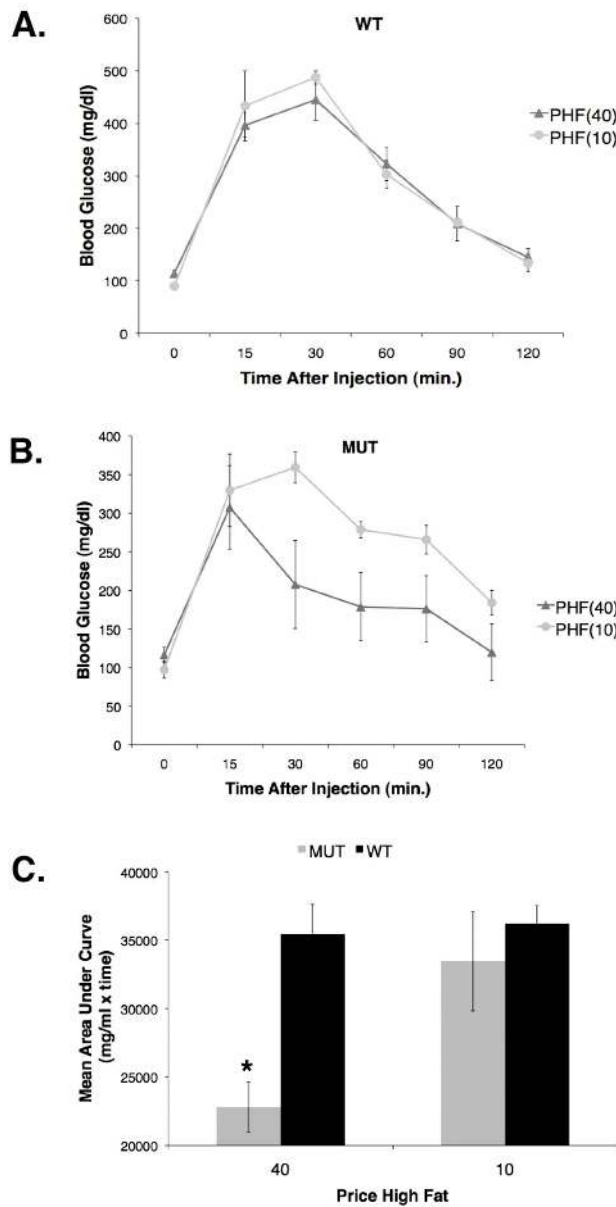 A.
WT
600
500
400
300
200
100
0
Blood Glucose (mg/dl)
0 15 30 60 90 120
Time After Injection (min.)
PHF(40)
PHF(10)
B.
MUT
400
350
300
250
200
150
100
50
0
Blood Glucose (mg/dl)
0 15 30 60 90 120
Time After Injection (min.)
PHF(40)
PHF(10)
C.
MUT WT
40000
35000
30000
25000
20000
Mean Area Under Curve
(mg/ml x time)
*
40 10
Price High Fat